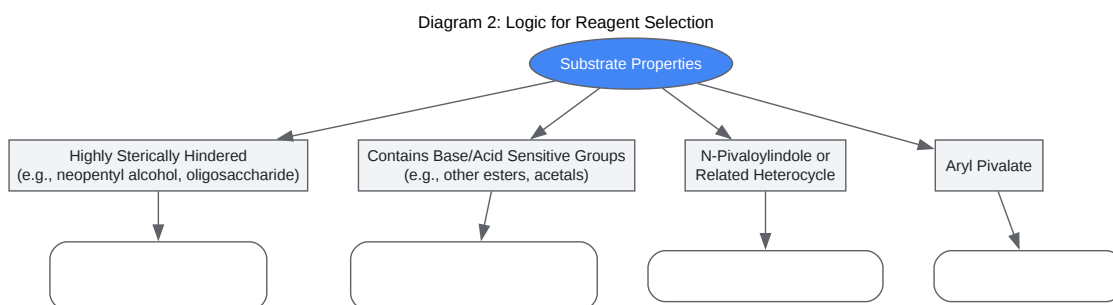 Diagram 2: Logic for Reagent Selection
Substrate Properties
Highly Sterically Hindered
(e.g., neopentyl alcohol, oligosaccharide)
Contains Base/Acid Sensitive Groups
(e.g., other esters, acetals)
N-Pivaloylindole or
Related Heterocycle
Aryl Pivalate